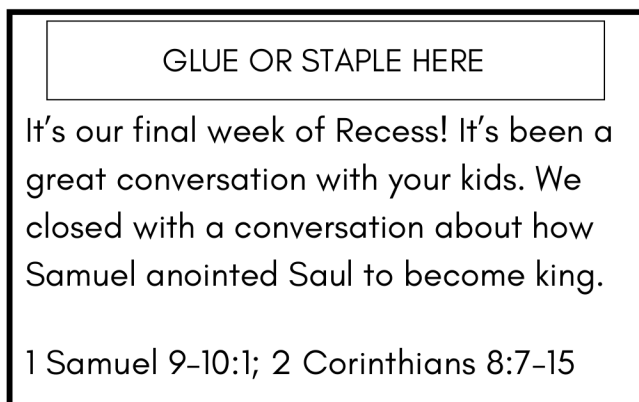 GLUE OR STAPLE HERE
It's our final week of Recess! It's been a
great conversation with your kids. We
closed with a conversation about how
Samuel anointed Saul to become king.
1 Samuel 9-10:1; 2 Corinthians 8:7-15